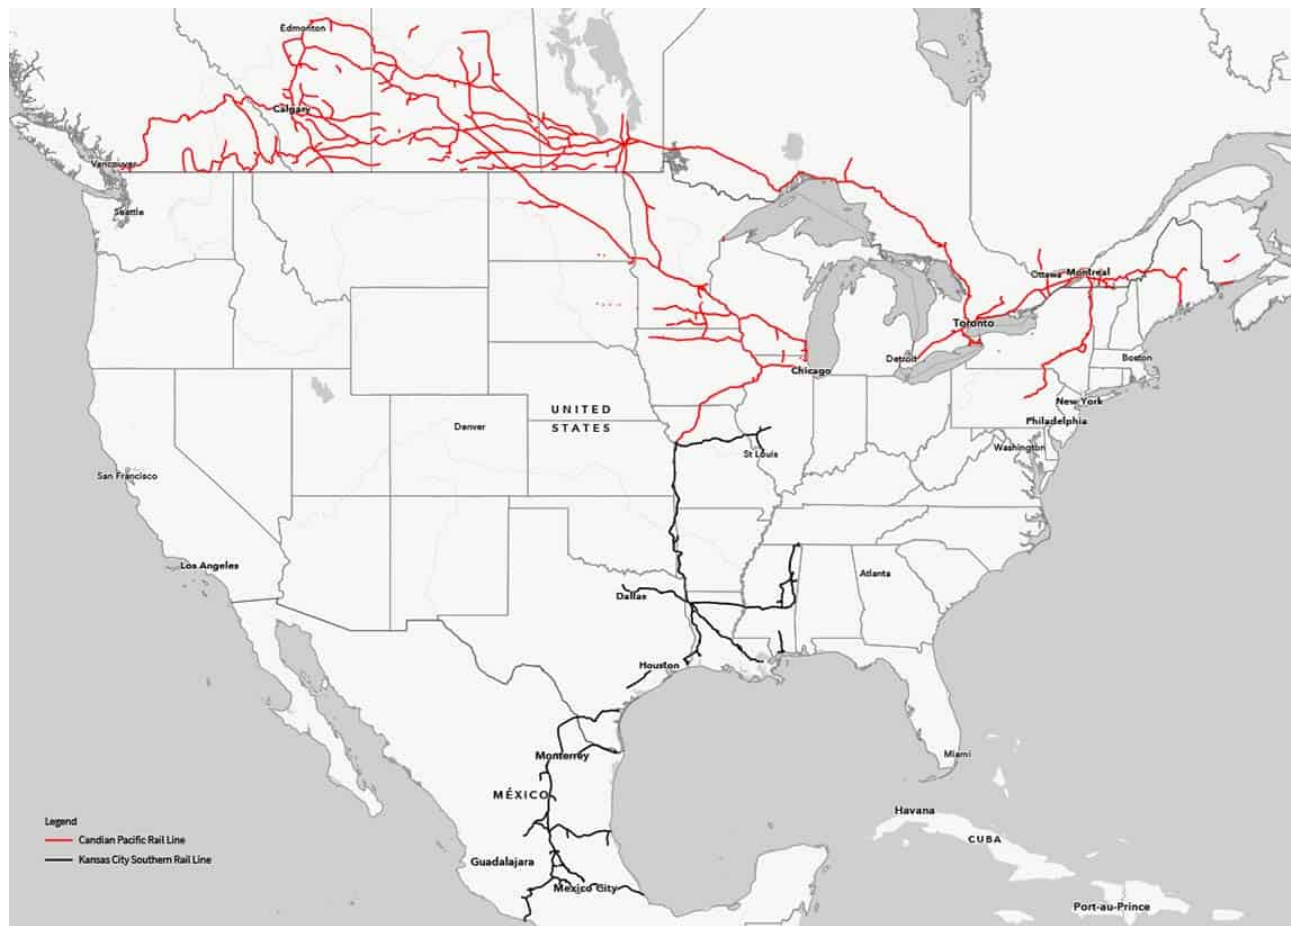 Edmonton
Calgary
Vancouver
Seattle
Ottawa
Montreal
Toronto
Detroit
Boston
Chicago
New York
UNITED
STATES
Philadelphia
Denver
Washington
St Louis
San Francisco
Los Angeles
Atlanta
Dallas
Houston
Monterrey
Miami
MÉXICO
Havana
CUBA
Legend
Candian Pacific Rail Line
Kansas City Southern Rail Line
Guadalajara
Mexico City
Port-au-Prince